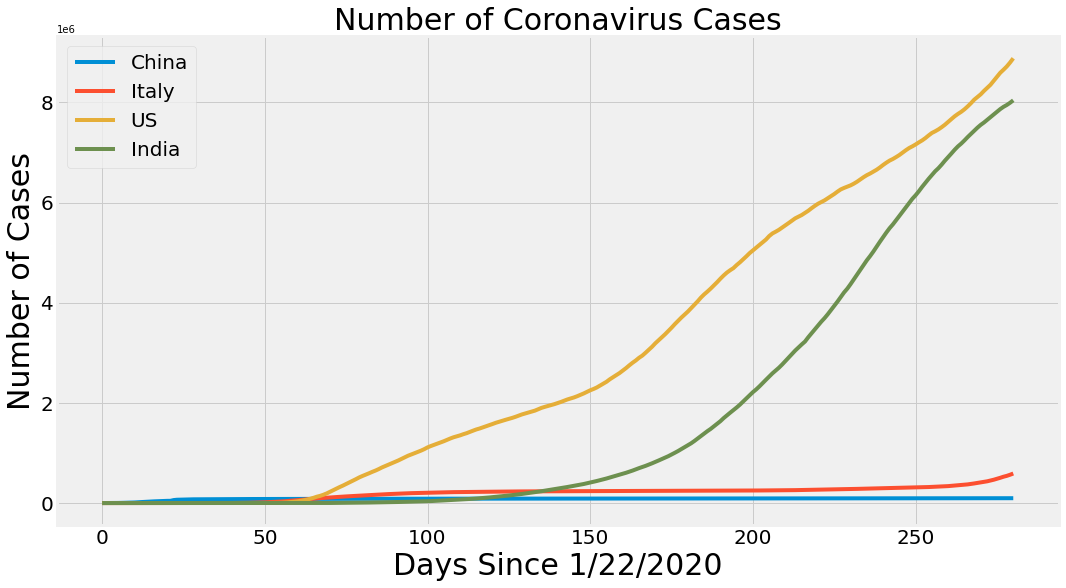 Number of Coronavirus Cases
1e6
China
Italy
US
India
Number of Cases
8
6
4
2
0
0 50 100 150 200 250
Days Since 1/22/2020